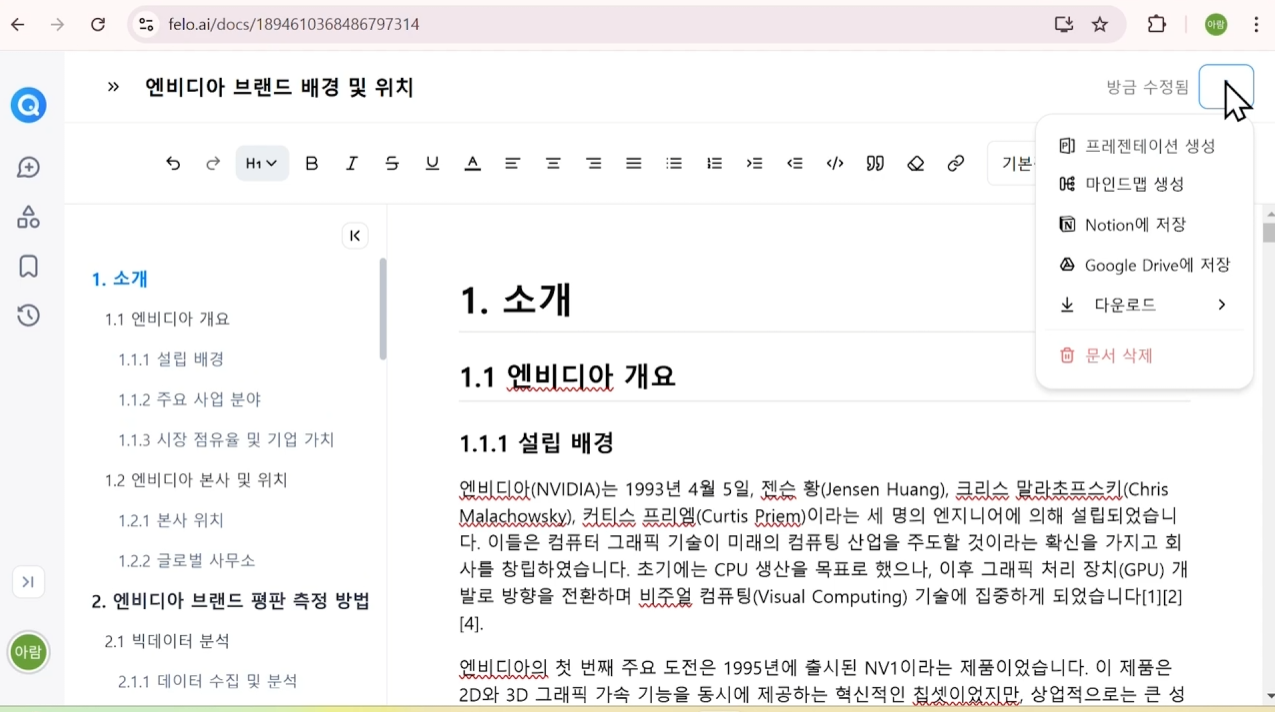 felo.ai/docs/1894610368486797314
아람
엔비디아 브랜드 배경 및 위치
방금 수정됨
H1
B
I
S
U
A
기본
프레젠테이션 생성
마인드맵 생성
Notion에 저장
Google Drive에 저장
다운로드
문서 삭제
1. 소개
1.1 엔비디아 개요
1.1.1 설립 배경
1.1.2 주요 사업 분야
1.1.3 시장 점유율 및 기업 가치
1.2 엔비디아 본사 및 위치
1.2.1 본사 위치
1.2.2 글로벌 사무소
2. 엔비디아 브랜드 평판 측정 방법
2.1 빅데이터 분석
2.1.1 데이터 수집 및 분석
아람
1. 소개
1.1 엔비디아 개요
1.1.1 설립 배경
엔비디아(NVIDIA)는 1993년 4월 5일, 젠슨 황(Jensen Huang), 크리스 말라초프스키(Chris
Malachowsky), 커티스 프리엠(Curtis Priem)이라는 세 명의 엔지니어에 의해 설립되었습니
다. 이들은 컴퓨터 그래픽 기술이 미래의 컴퓨팅 산업을 주도할 것이라는 확신을 가지고 회
사를 창립하였습니다. 초기에는 CPU 생산을 목표로 했으나, 이후 그래픽 처리 장치(GPU) 개
발로 방향을 전환하며 비주얼 컴퓨팅(Visual Computing) 기술에 집중하게 되었습니다[1][2]
[4].
엔비디아의 첫 번째 주요 도전은 1995년에 출시된 NV1이라는 제품이었습니다. 이 제품은
2D와 3D 그래픽 가속 기능을 동시에 제공하는 혁신적인 칩셋이었지만, 상업적으로는 큰 성